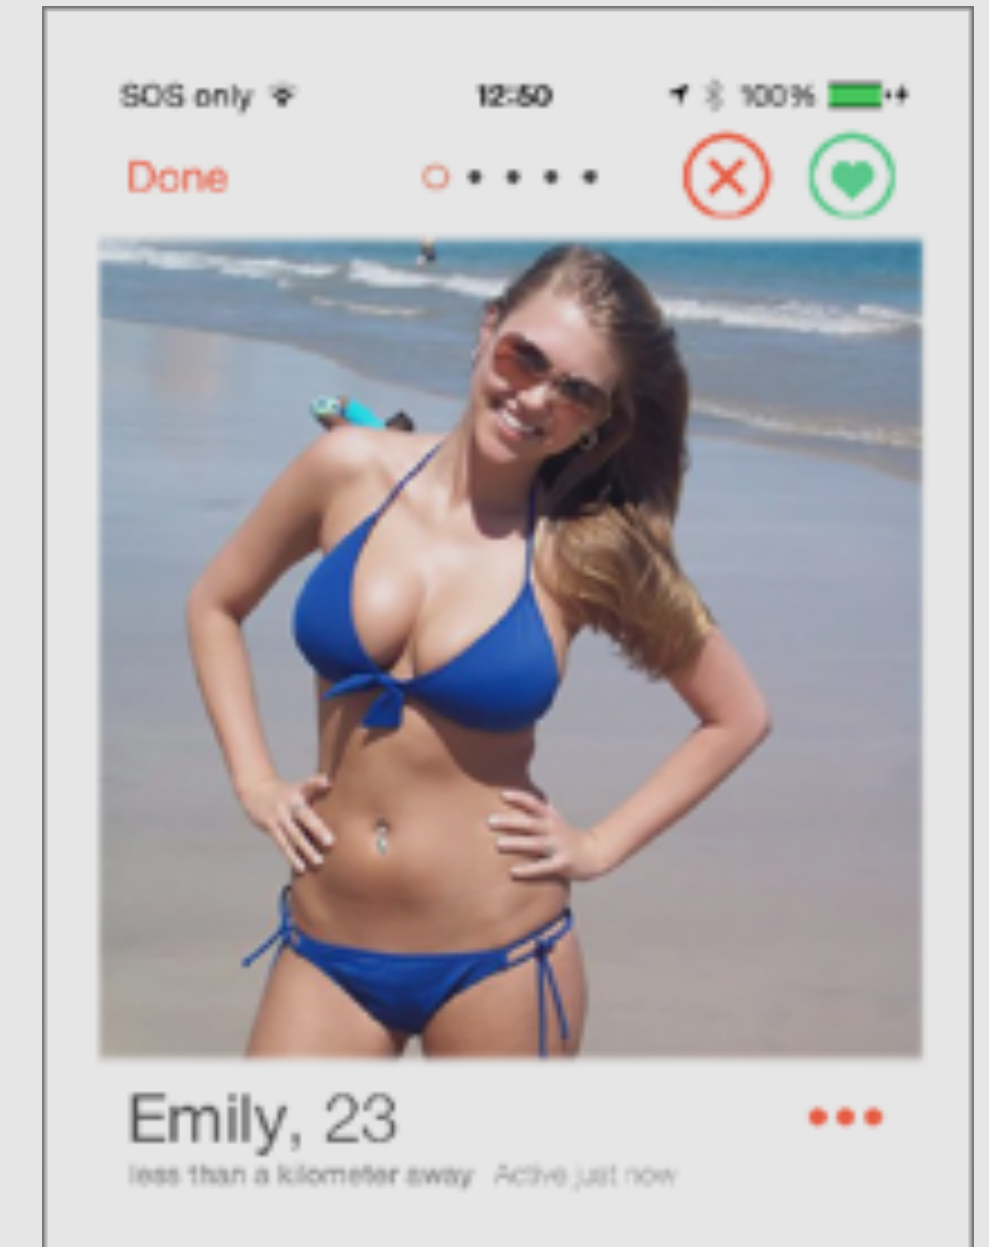 SOS only 12:50 100%
Done
Emily, 23
less than a kilometer away Active just now